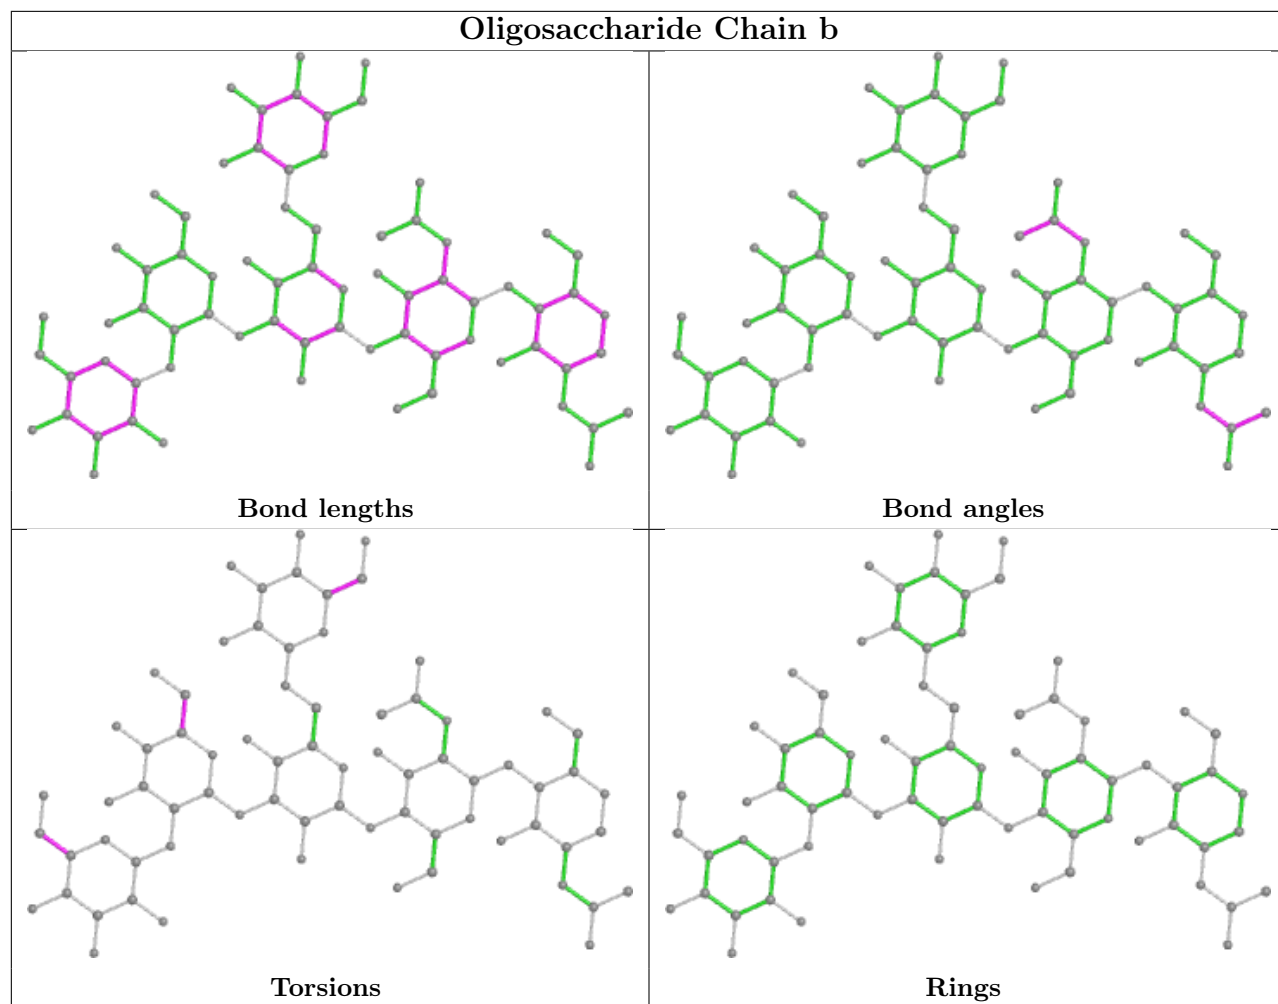 Oligosaccharide Chain b
Bond lengths
Bond angles
Torsions
Rings